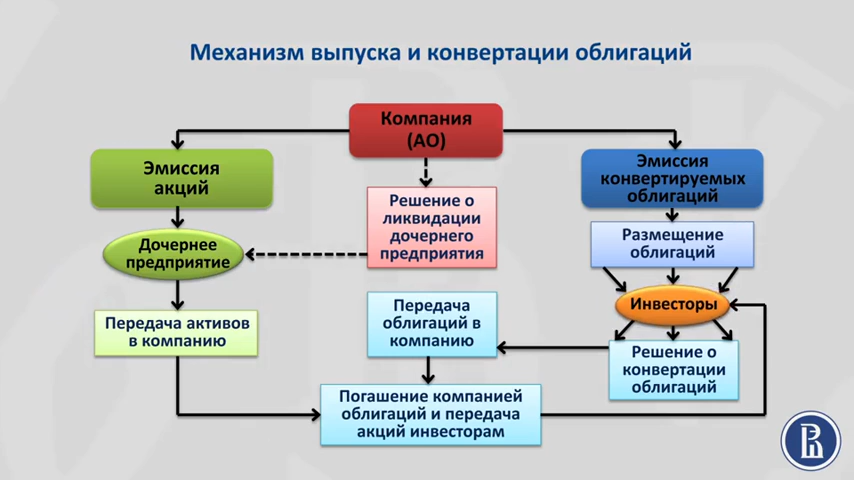 Механизм выпуска и конвертации облигаций
Компания
(АО)
Эмиссия
акций
Эмиссия
конвертируемых
облигаций
Решение о
ликвидации
дочернего
предприятия
Размещение
облигаций
Дочернее
предприятие
Инвесторы
Передача активов
в компанию
Передача
облигаций в
компанию
Решение о
конвертации
облигаций
Погашение компанией
облигаций и передача
акций инвесторам